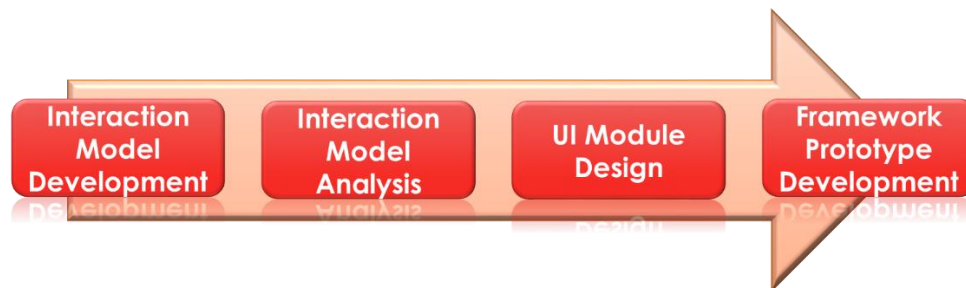 Interaction
Model
Development
Interaction
Model
Analysis
UI Module
Design
Framework
Prototype
Development